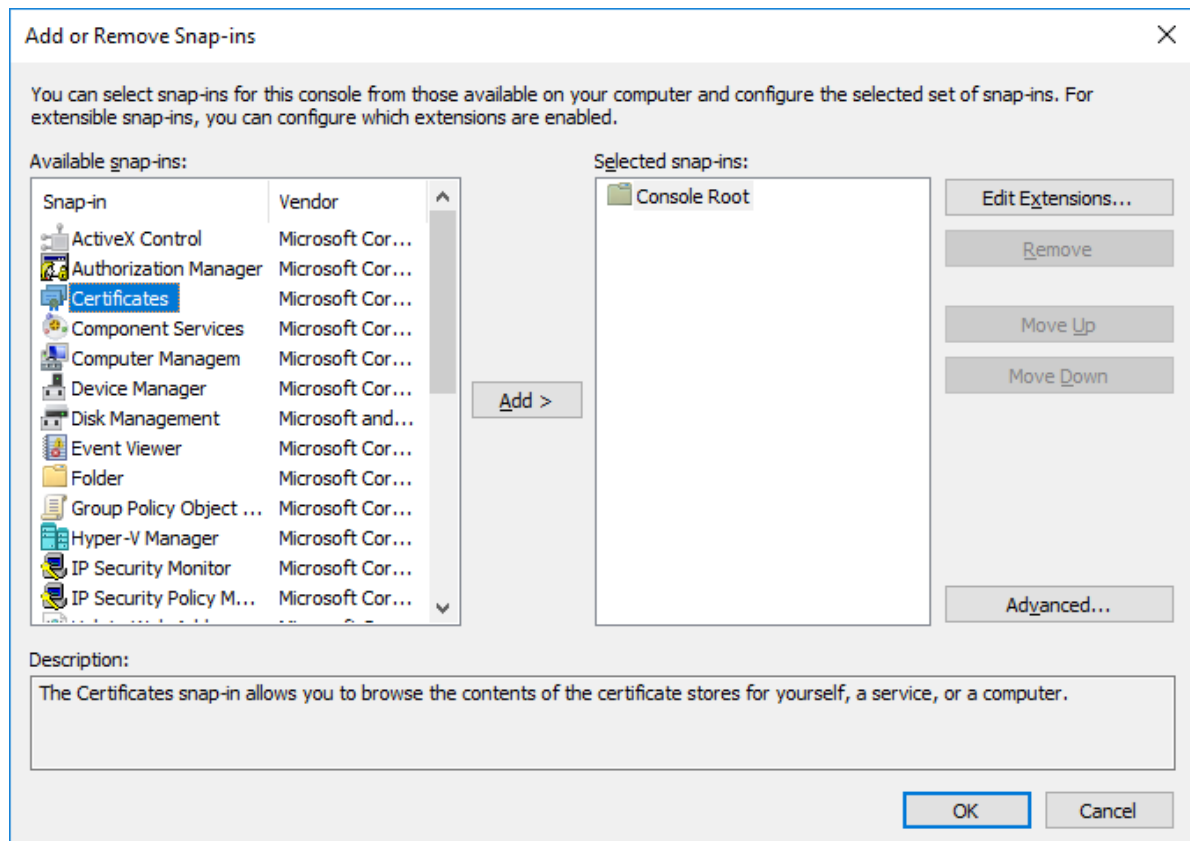 Add or Remove Snap-ins
You can select snap-ins for this console from those available on your computer and configure the selected set of snap-ins. For
extensible snap-ins, you can configure which extensions are enabled.
Available snap-ins:
Snap-in Vendor
ActiveX Control Microsoft Cor...
Authorization Manager Microsoft Cor...
Certificates Microsoft Cor...
Component Services Microsoft Cor...
Computer Managem Microsoft Cor...
Device Manager Microsoft Cor...
Disk Management Microsoft and...
Event Viewer Microsoft Cor...
Folder Microsoft Cor...
Group Policy Object ... Microsoft Cor...
Hyper-V Manager Microsoft Cor...
IP Security Monitor Microsoft Cor...
IP Security Policy M... Microsoft Cor...
Add >
Selected snap-ins:
Console Root
Edit Extensions...
Remove
Move Up
Move Down
Advanced...
Description:
The Certificates snap-in allows you to browse the contents of the certificate stores for yourself, a service, or a computer.
OK
Cancel